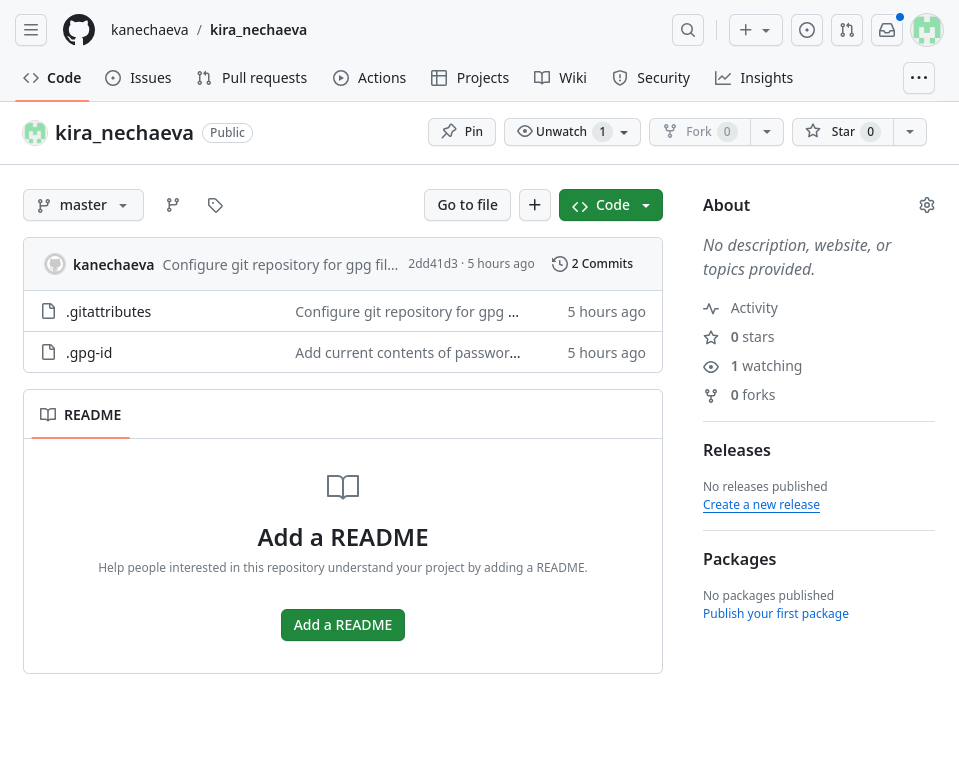 kanechaeva / kira_nechaeva
Code Issues Pull requests Actions Projects Wiki Security Insights
kira_nechaeva Public Pin Unwatch 1 Fork 0 Star 0
master Go to file Code
kanechaeva Configure git repository for gpg fil... 2dd41d3 · 5 hours ago 2 Commits
.gitattributes Configure git repository for gpg ... 5 hours ago
.gpg-id Add current contents of passwor... 5 hours ago
README
Add a README
Help people interested in this repository understand your project by adding a README.
Add a README
About
No description, website, or
topics provided.
Activity
0 stars
1 watching
0 forks
Releases
No releases published
Create a new release
Packages
No packages published
Publish your first package